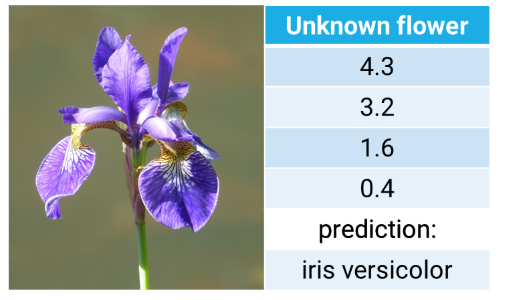 Unknown flower
4.3
3.2
1.6
0.4
prediction:
iris versicolor